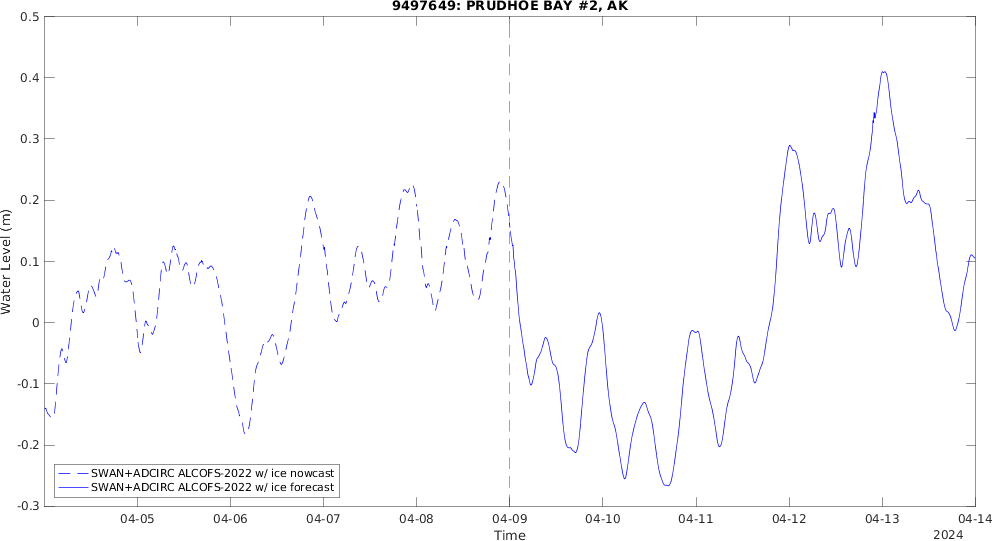 9497649: PRUDHOE BAY #2, AK
0.5
0.4
0.3
0.2
0.1
0
-0.1
-0.2
-0.3
Water Level (m)
SWAN+ADCIRC ALCOFS-2022 w/ ice nowcast
SWAN+ADCIRC ALCOFS-2022 w/ ice forecast
04-05 04-06 04-07 04-08 04-09 04-10 04-11 04-12 04-13 04-14
Time
2024